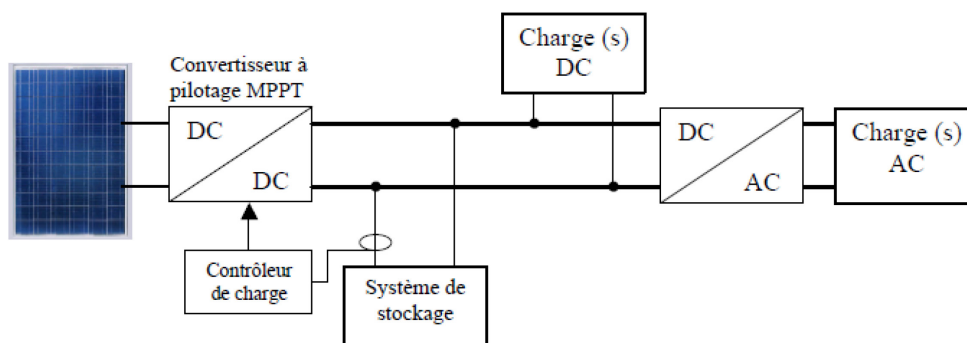 Convertisseur à
pilotage MPPT
DC
DC
Charge (s)
DC
DC
AC
Charge (s)
AC
Contrôleur
de charge
Système de
stockage